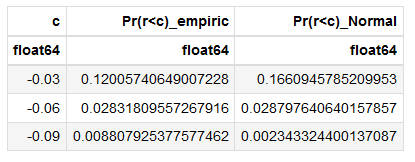 c Pr(r<c)_empiric Pr(r<c)_Normal
float64 float64 float64
-0.03 0.12005740649007228 0.1660945785209953
-0.06 0.02831809557267916 0.028797640640157857
-0.09 0.008807925377577462 0.002343324400137087